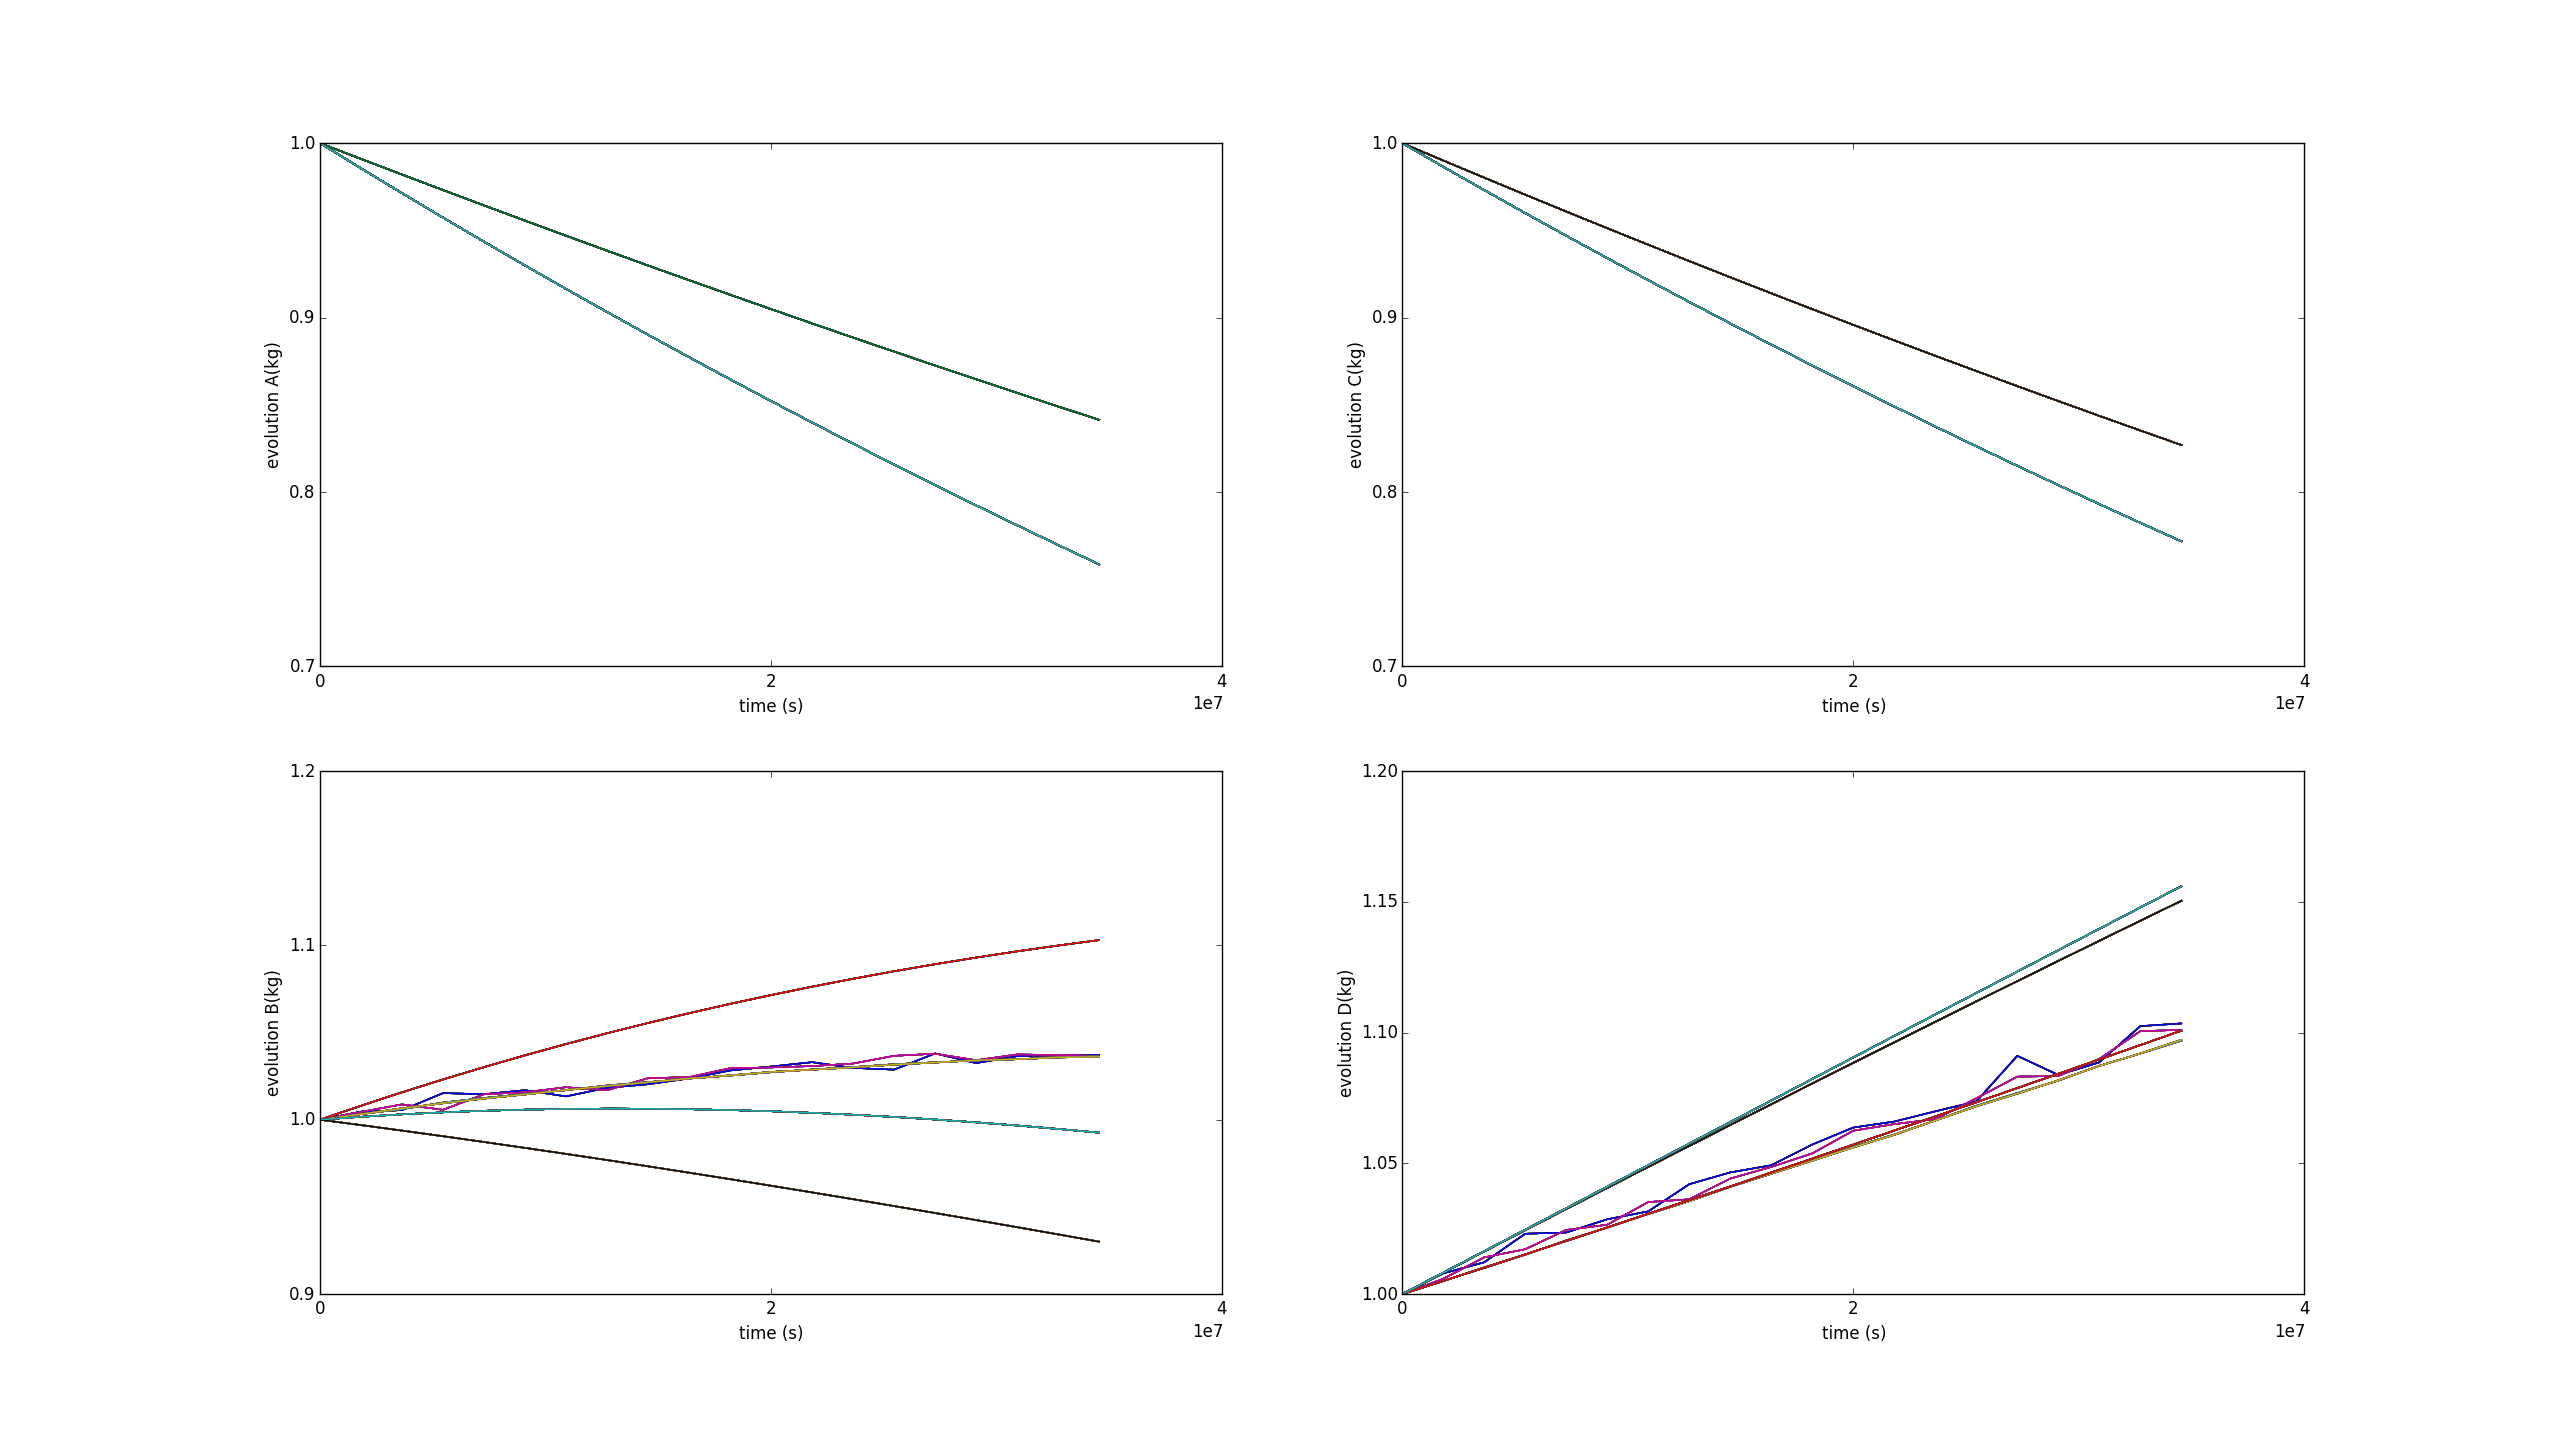 1.0
0.9
0.8
0.7
evolution A(kg)
0 2 4
1e7
time (s)
1.0
0.9
0.8
0.7
evolution C(kg)
0 2 4
1e7
time (s)
1.2
1.1
1.0
0.9
evolution B(kg)
0 2 4
1e7
time (s)
1.20
1.15
1.10
1.05
1.00
evolution D(kg)
0 2 4
1e7
time (s)